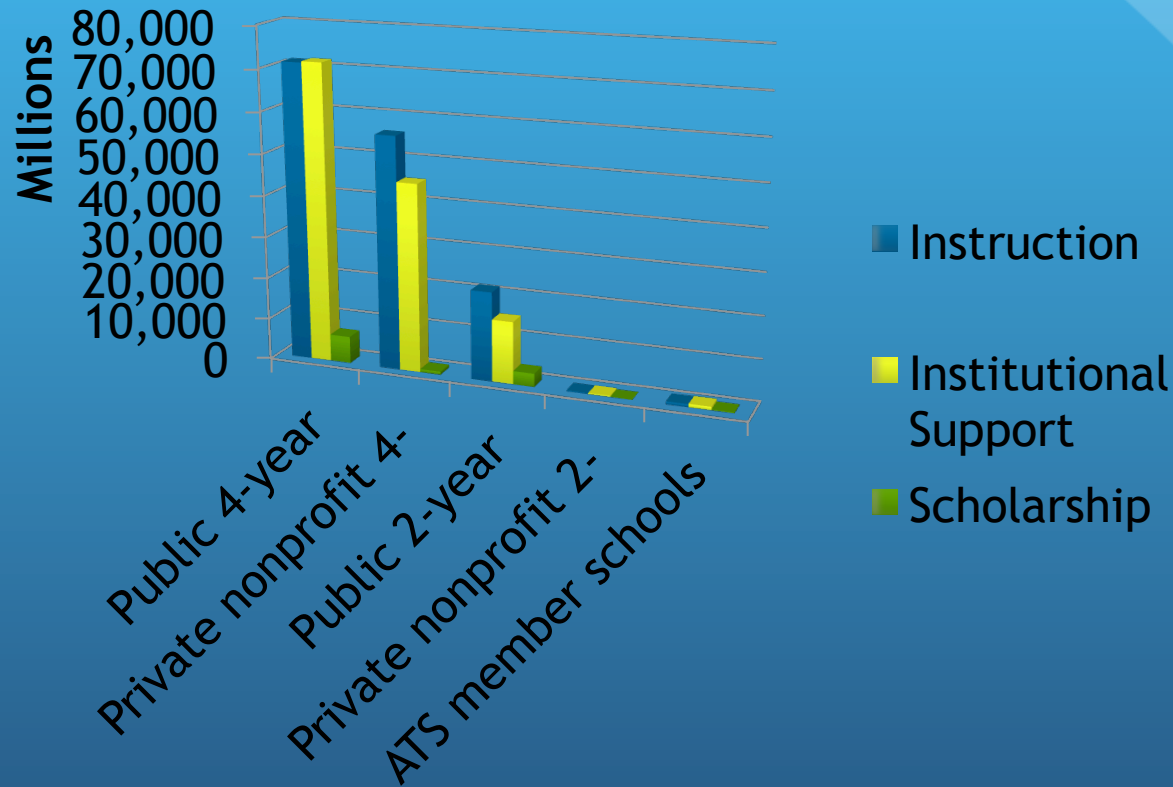 Millions
80,000
70,000
60,000
50,000
40,000
30,000
20,000
10,000
0
Public 4-year
Private nonprofit 4-
Public 2-year
Private nonprofit 2-
ATS member schools
Instruction
Institutional
Support
Scholarship